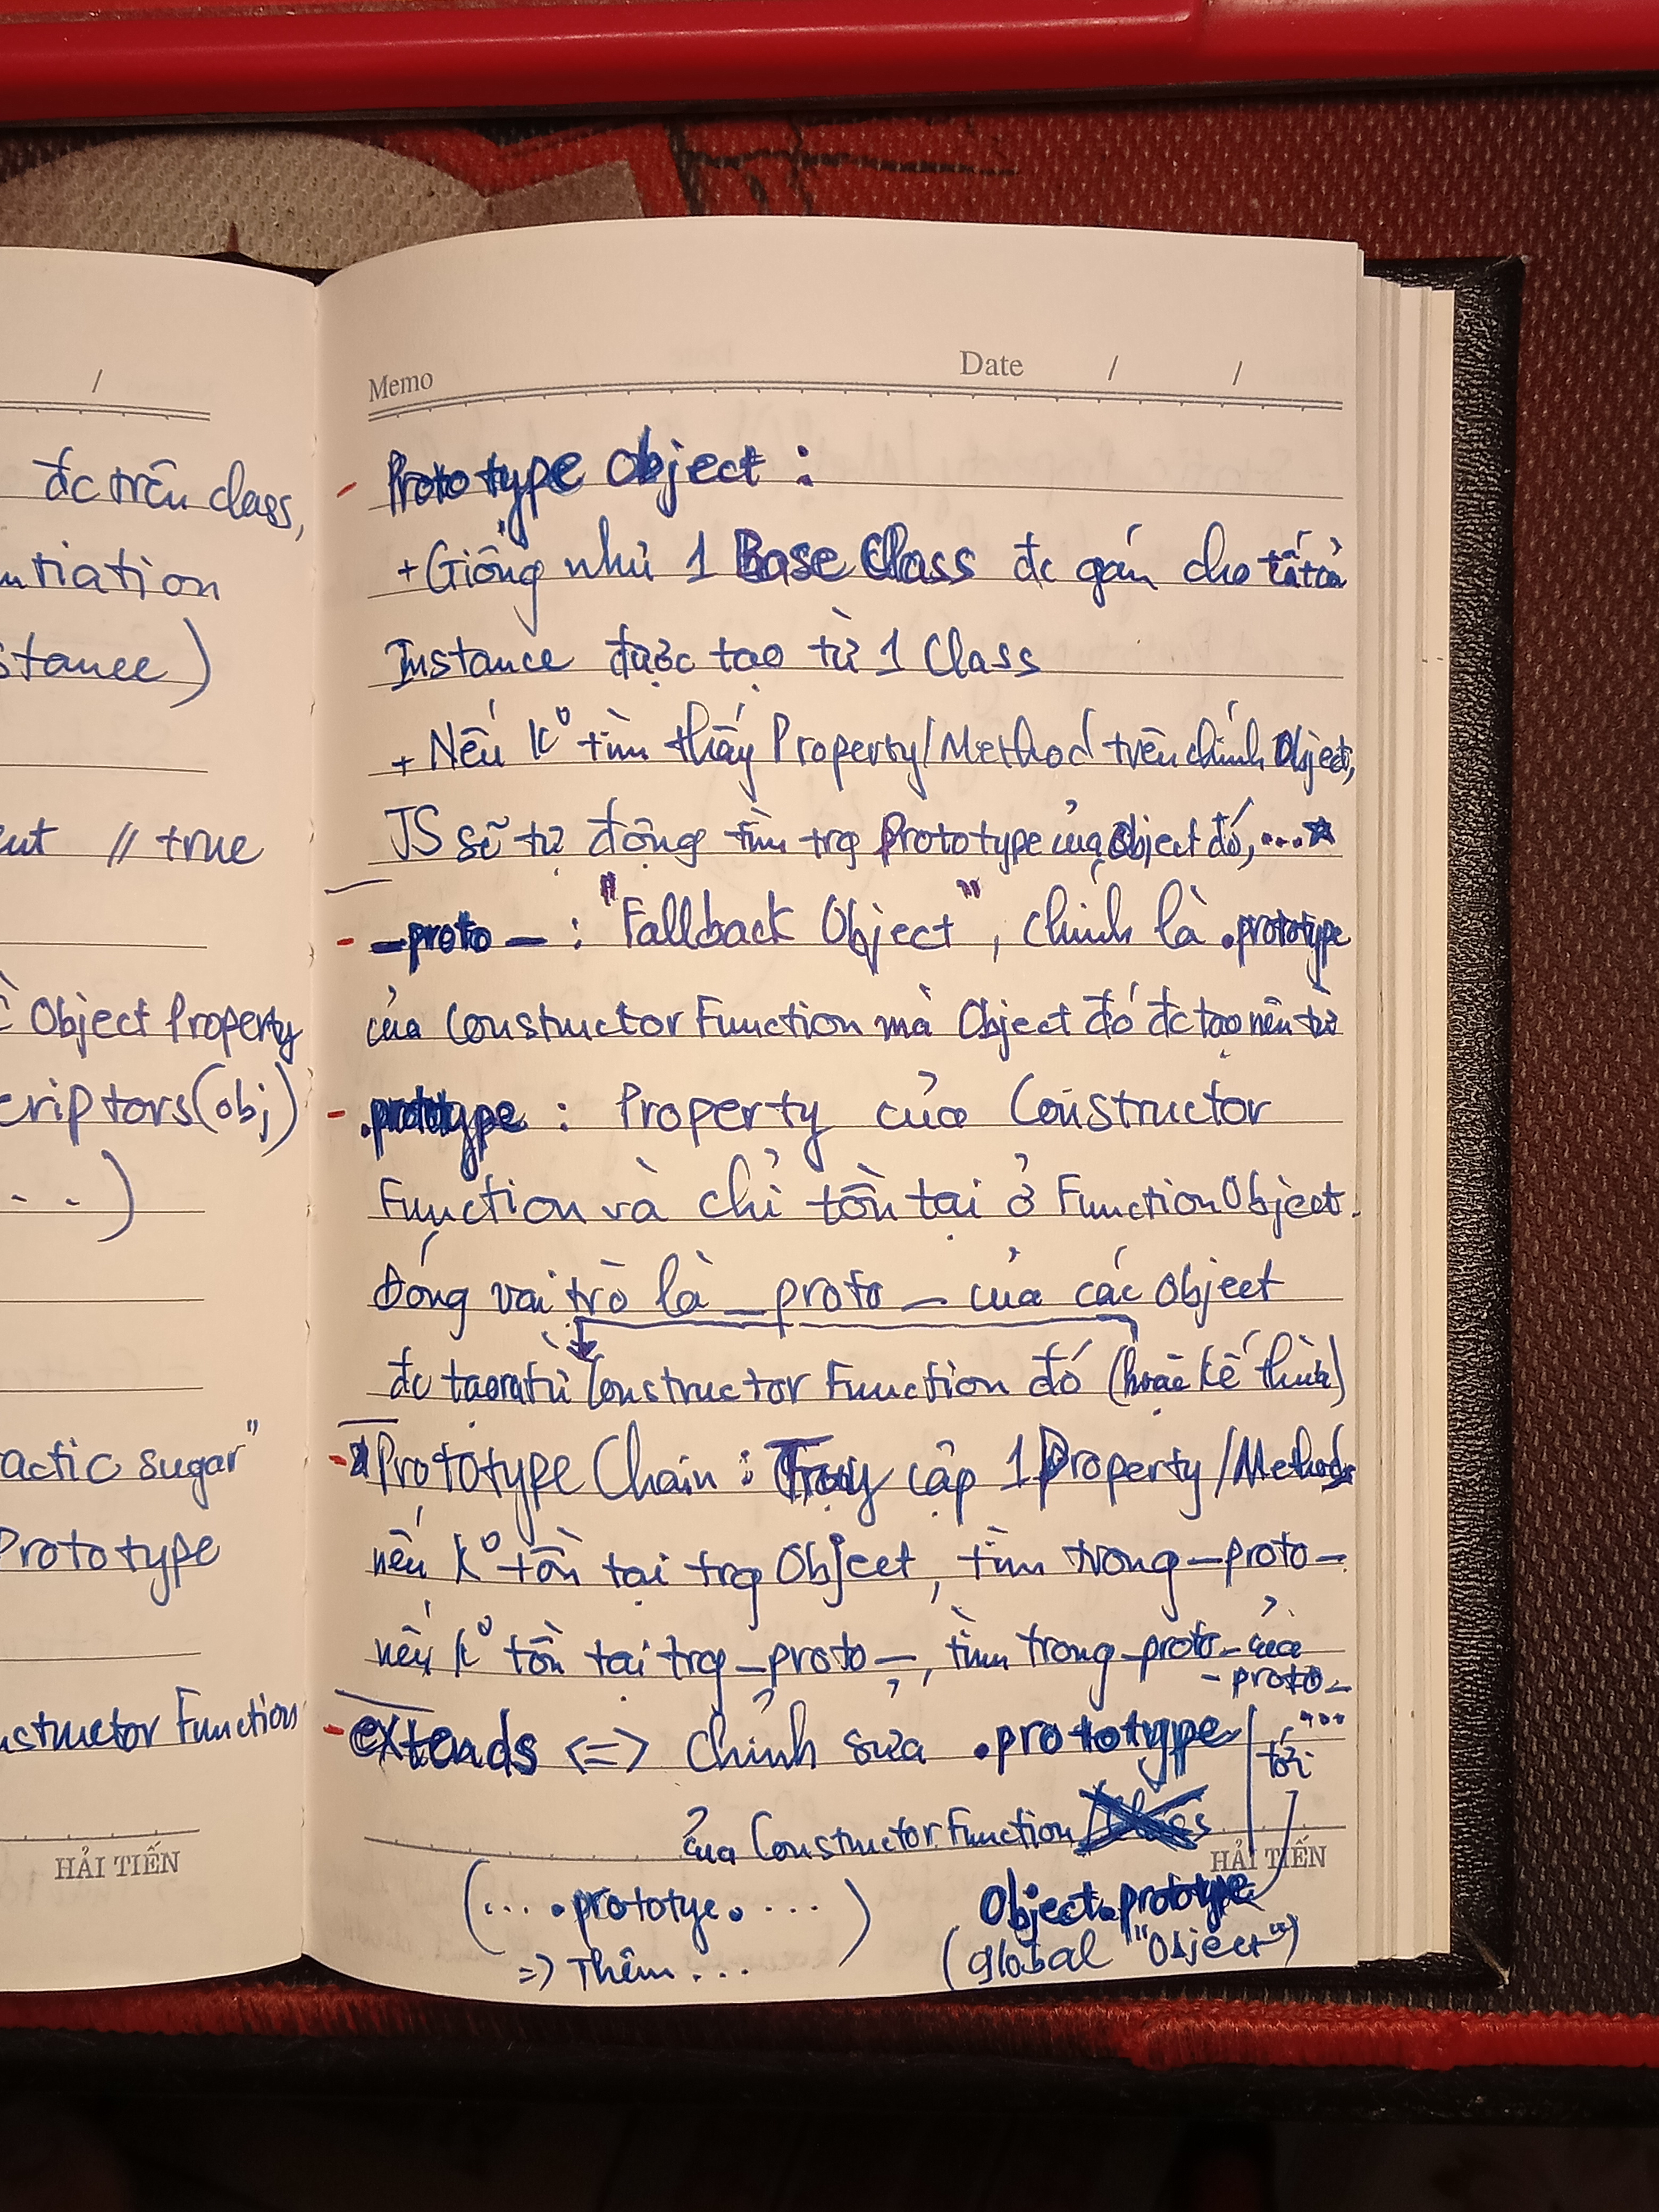 /
đc trên class,
ntiation
stance)
ent // true
Object Property
criptors(obj)
. . .)
actic sugar"
Prototype
nstructor Function
HẢI TIẾN
Memo Date / /
- Prototype Object :
+ Giống như 1 Base Class đc gán cho tất cả
Instance được tạo từ 1 Class
+ Nếu k° tìm thấy Property/Method trên chính Object,
JS sẽ tự động tìm trg Prototype của Object đó, ...☆
- _proto_ : "Fallback Object", chính là .prototype
của Constructor Function mà Object đó đc tạo nên từ
- .prototype : Property của Constructor
Function và chỉ tồn tại ở Function Object.
Đóng vai trò là _proto_ của các Object
đc tạo ra từ Constructor Function đó (hoặc kế thừa)
- Prototype Chain : Truy cập 1 Property/Method
nếu k° tồn tại trg Object, tìm trong _proto_
nếu k° tồn tại trg _proto_, tìm trong _proto_ của
_proto_
- extends <=> chỉnh sửa .prototype ...
tới
của Constructor Function
HẢI TIẾN
(... .prototye. ...) Object.prototype
=> Thêm ... (global "Object")